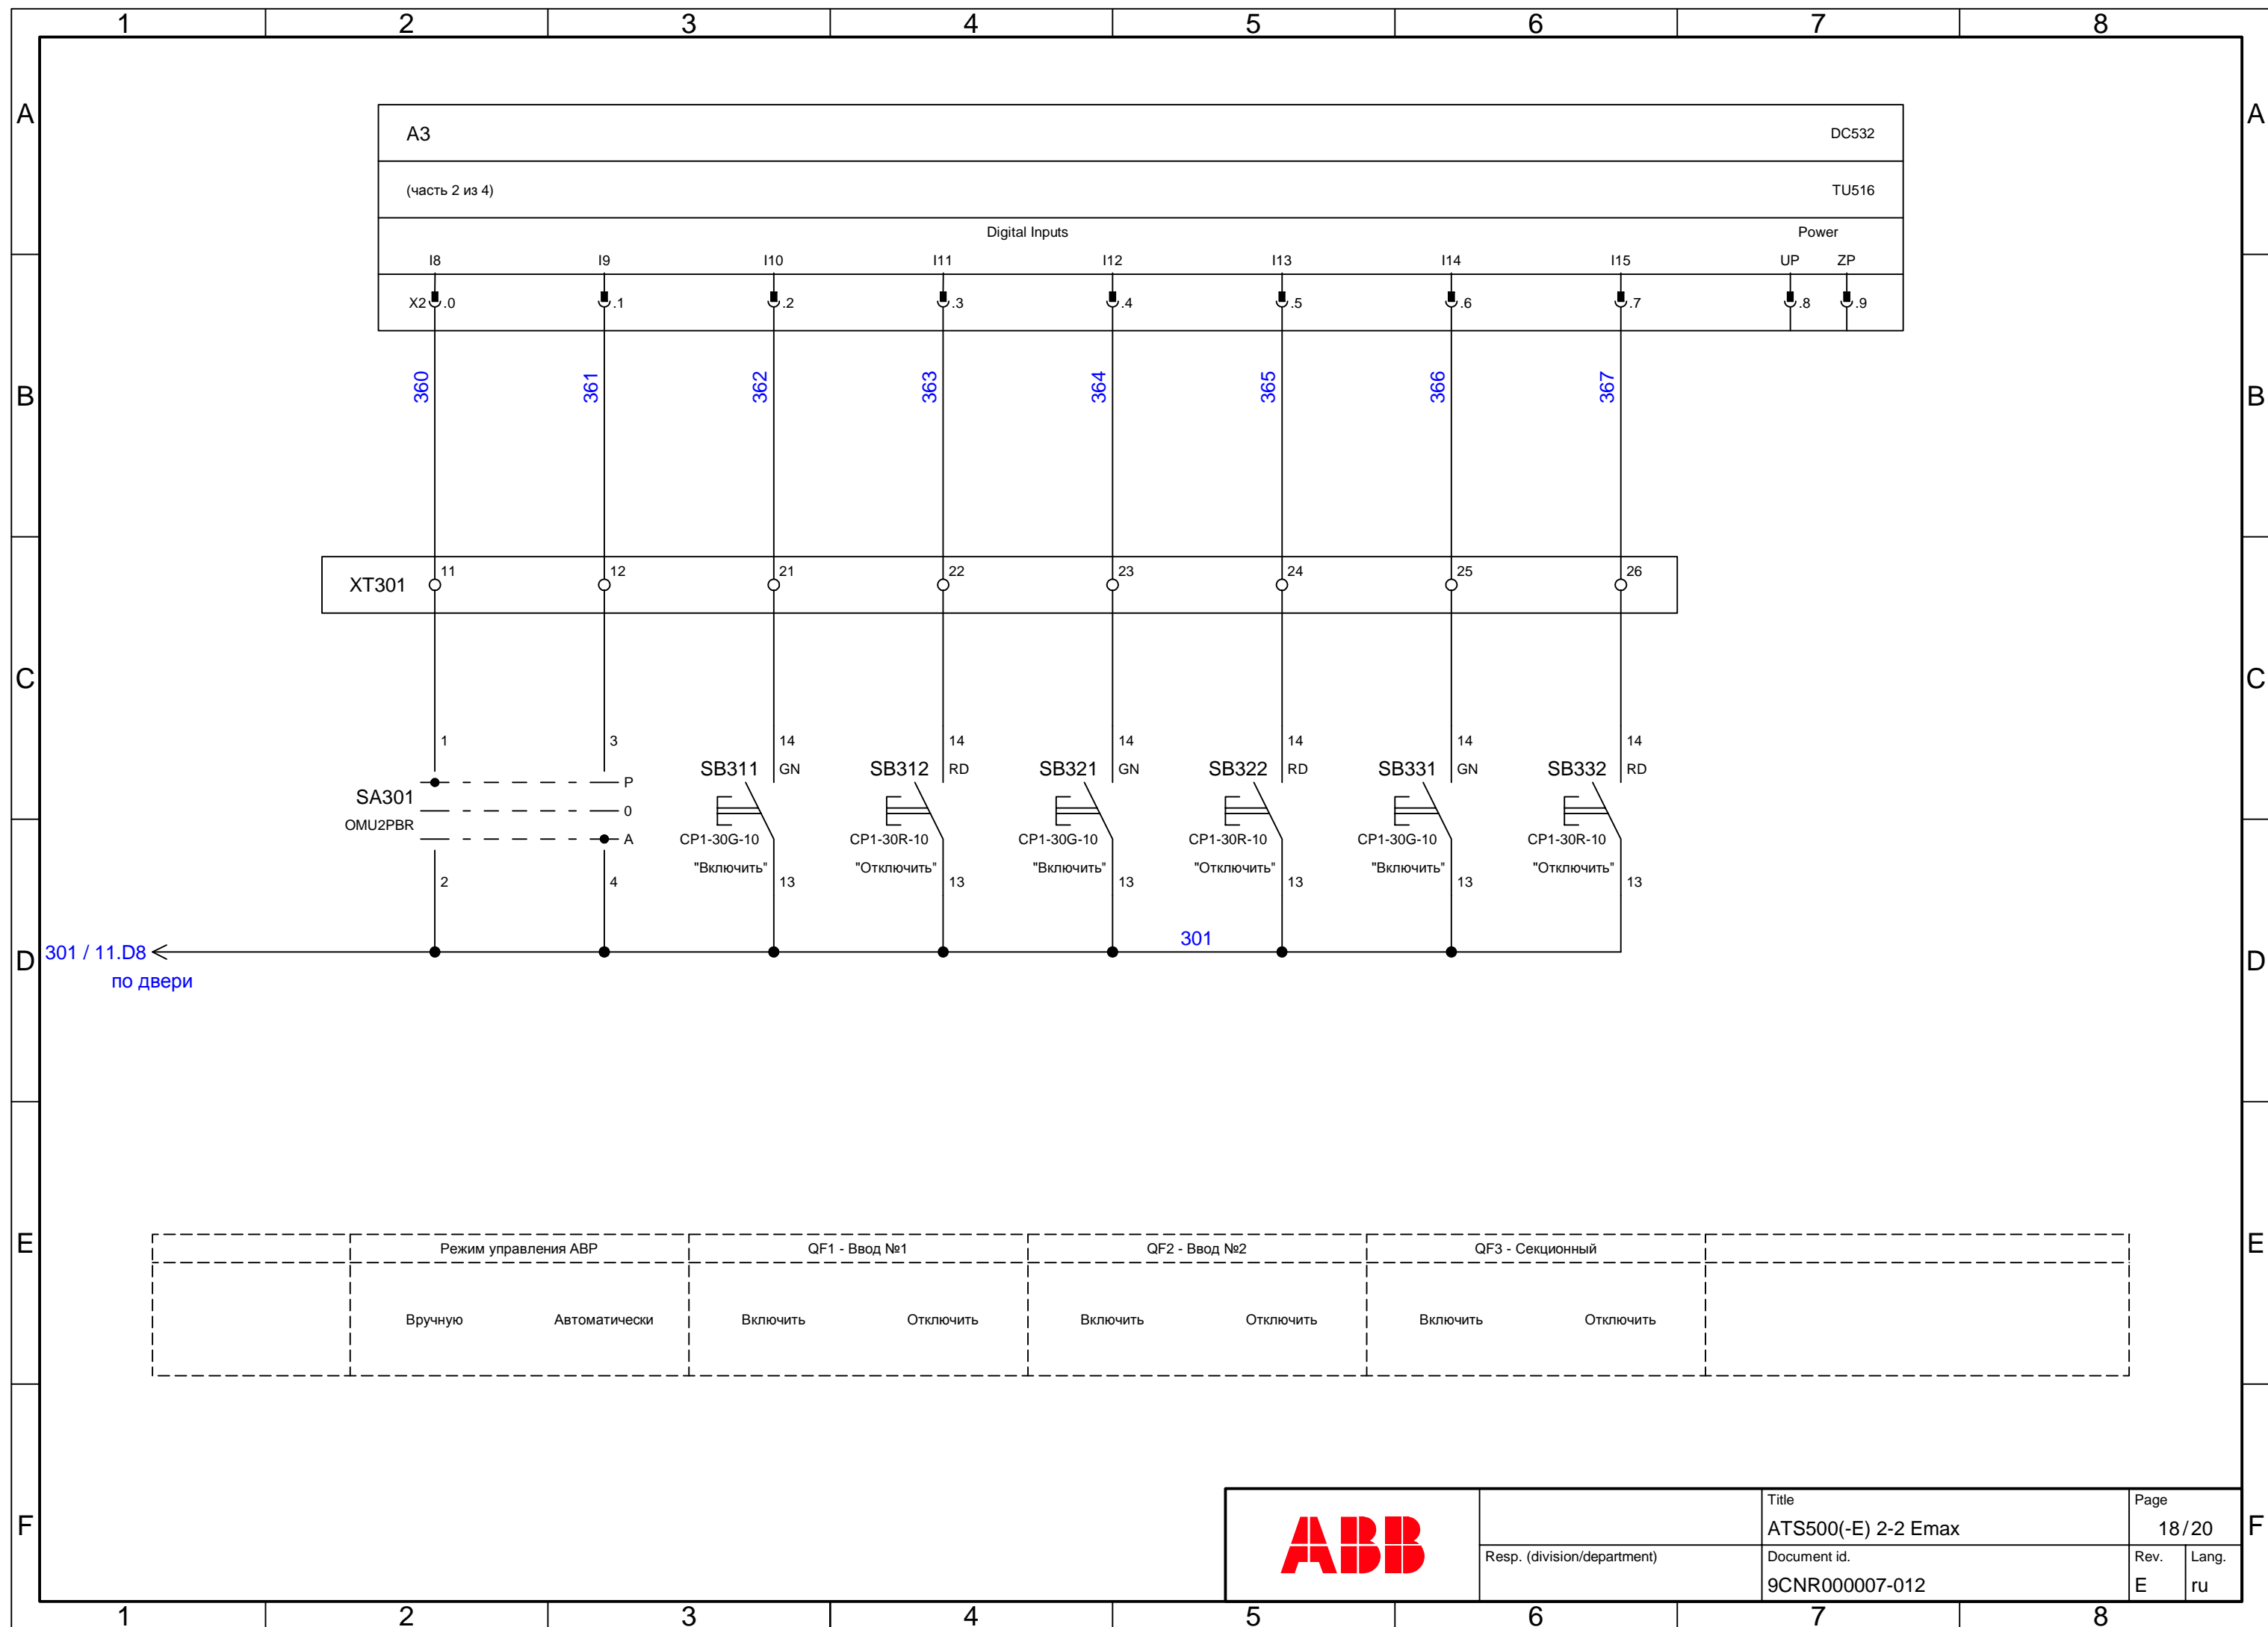 1 2 3 4 5 6 7 8
A A
A3 DC532
(часть 2 из 4) TU516
Digital Inputs Power
I8 I9 I10 I11 I12 I13 I14 I15 UP ZP
X2 .0 .1 .2 .3 .4 .5 .6 .7 .8 .9
B B
360 361 362 363 364 365 366 367
XT301 11 12 21 22 23 24 25 26
C C
1 3 14 14 14 14 14 14
SB311 GN SB312 RD SB321 GN SB322 RD SB331 GN SB332 RD
P
SA301
0
OMU2PBR
A CP1-30G-10 CP1-30R-10 CP1-30G-10 CP1-30R-10 CP1-30G-10 CP1-30R-10
"Включить" "Отключить" "Включить" "Отключить" "Включить" "Отключить"
2 4 13 13 13 13 13 13
301
D 301 / 11.D8 D
по двери
E E
Режим управления АВР QF1 - Ввод №1 QF2 - Ввод №2 QF3 - Секционный
Вручную Автоматически Включить Отключить Включить Отключить Включить Отключить
F F
ABB
Title Page
ATS500(-E) 2-2 Emax 18/20
Resp. (division/department) Document id. Rev. Lang.
9CNR000007-012 E ru
1 2 3 4 5 6 7 8